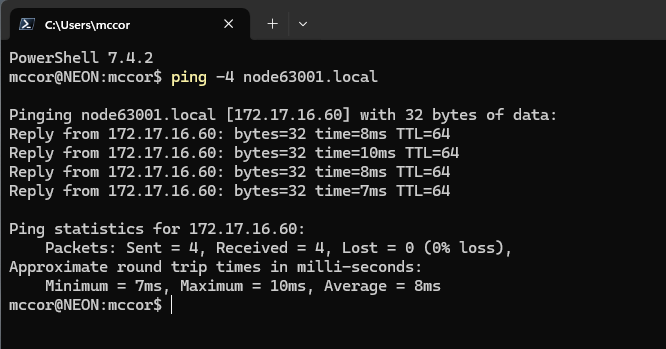 C:\Users\mccor
PowerShell 7.4.2
mccor@NEON:mccor$ ping -4 node63001.local
Pinging node63001.local [172.17.16.60] with 32 bytes of data:
Reply from 172.17.16.60: bytes=32 time=8ms TTL=64
Reply from 172.17.16.60: bytes=32 time=10ms TTL=64
Reply from 172.17.16.60: bytes=32 time=8ms TTL=64
Reply from 172.17.16.60: bytes=32 time=7ms TTL=64
Ping statistics for 172.17.16.60:
    Packets: Sent = 4, Received = 4, Lost = 0 (0% loss),
Approximate round trip times in milli-seconds:
    Minimum = 7ms, Maximum = 10ms, Average = 8ms
mccor@NEON:mccor$